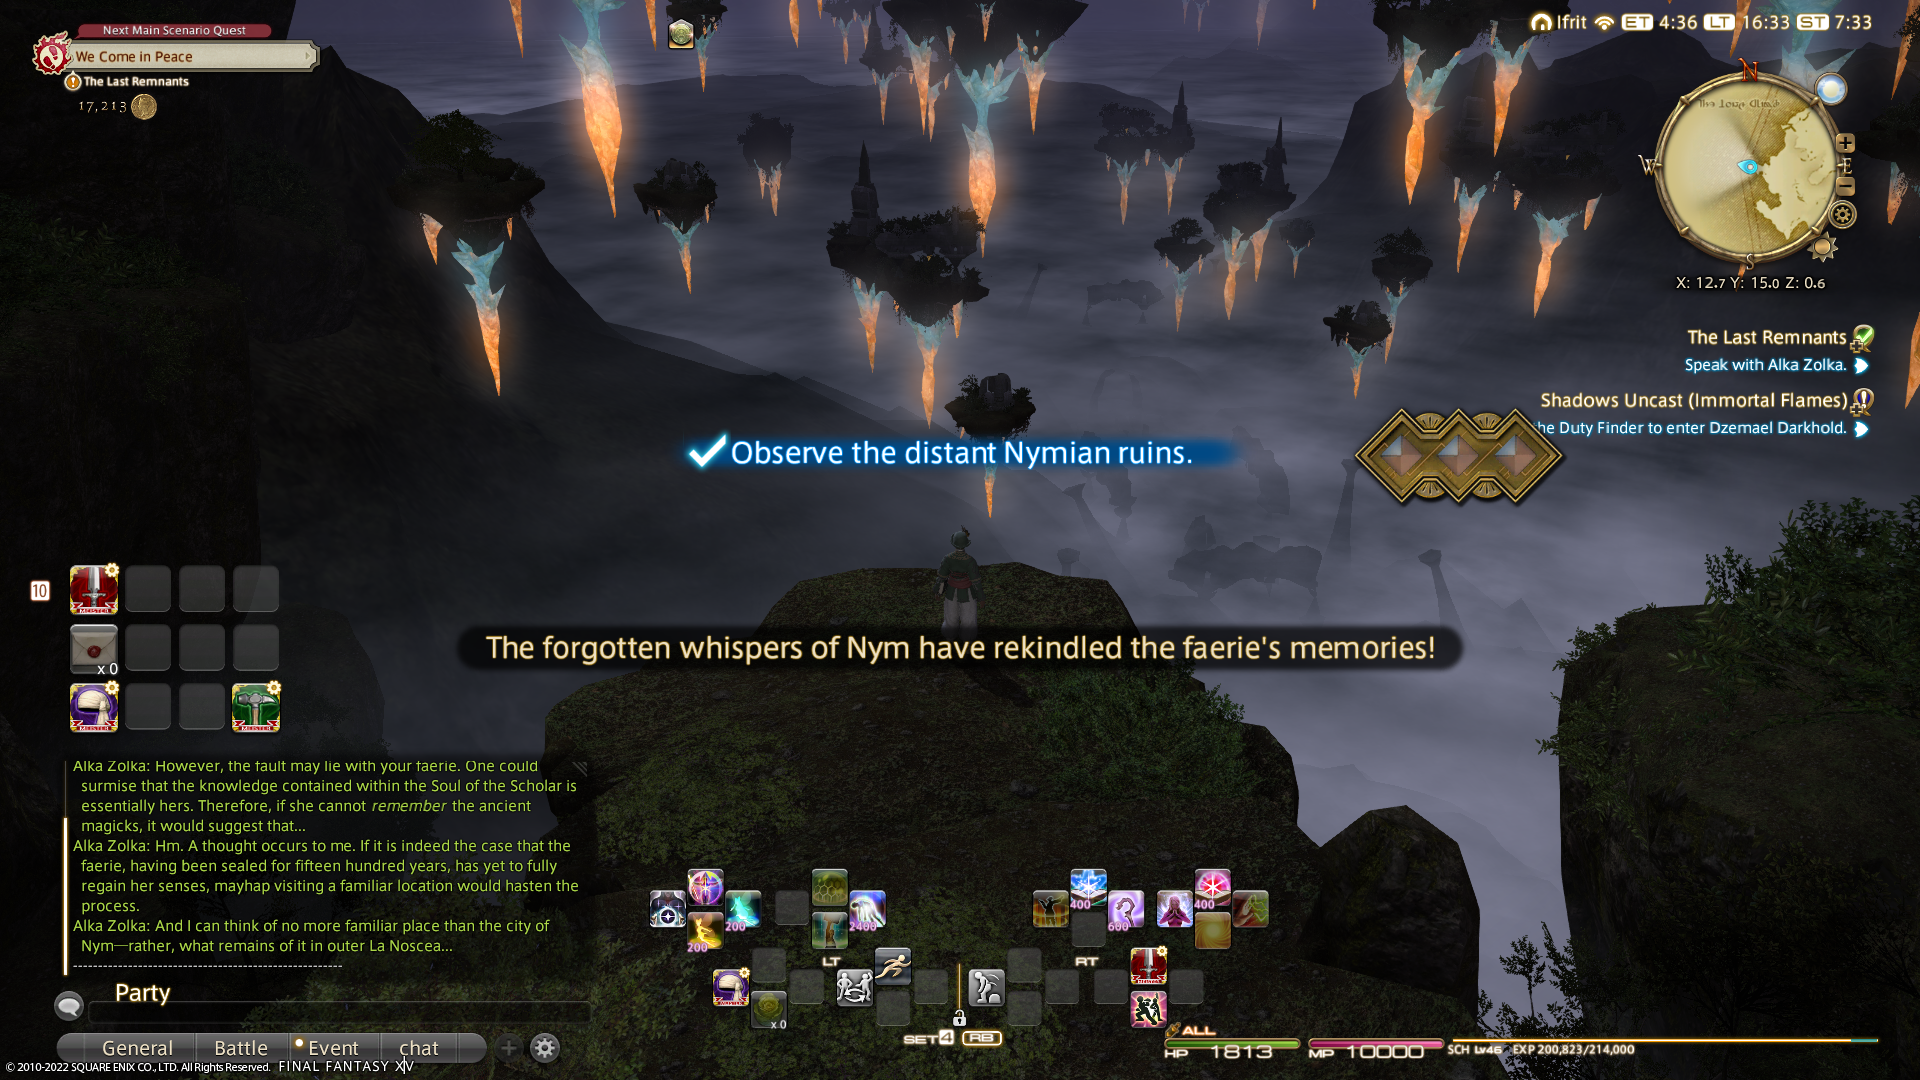 Next Main Scenario Quest
We Come in Peace
The Last Remnants
17,213
Ifrit ET 4:36 LT 16:33 ST 7:33
N
W
E
S
X: 12.7 Y: 15.0 Z: 0.6
The Last Remnants
Speak with Alka Zolka.
Shadows Uncast (Immortal Flames)
the Duty Finder to enter Dzemael Darkhold.
Observe the distant Nymian ruins.
The forgotten whispers of Nym have rekindled the faerie's memories!
10
MEISTER
x 0
MEISTER
MEISTER
Alka Zolka: However, the fault may lie with your faerie. One could
surmise that the knowledge contained within the Soul of the Scholar is
essentially hers. Therefore, if she cannot remember the ancient
magicks, it would suggest that...
Alka Zolka: Hm. A thought occurs to me. If it is indeed the case that the
faerie, having been sealed for fifteen hundred years, has yet to fully
regain her senses, mayhap visiting a familiar location would hasten the
process.
Alka Zolka: And I can think of no more familiar place than the city of
Nym—rather, what remains of it in outer La Noscea...
Party
General Battle Event chat
© 2010-2022 SQUARE ENIX CO., LTD. All Rights Reserved. FINAL FANTASY XIV
200
200
2400
400
600
400
LT
RT
MEISTER
MEISTER
x 0
SET 4 RB
ALL
HP 1813 MP 10000 SCH Lv46 EXP 200,823/214,000